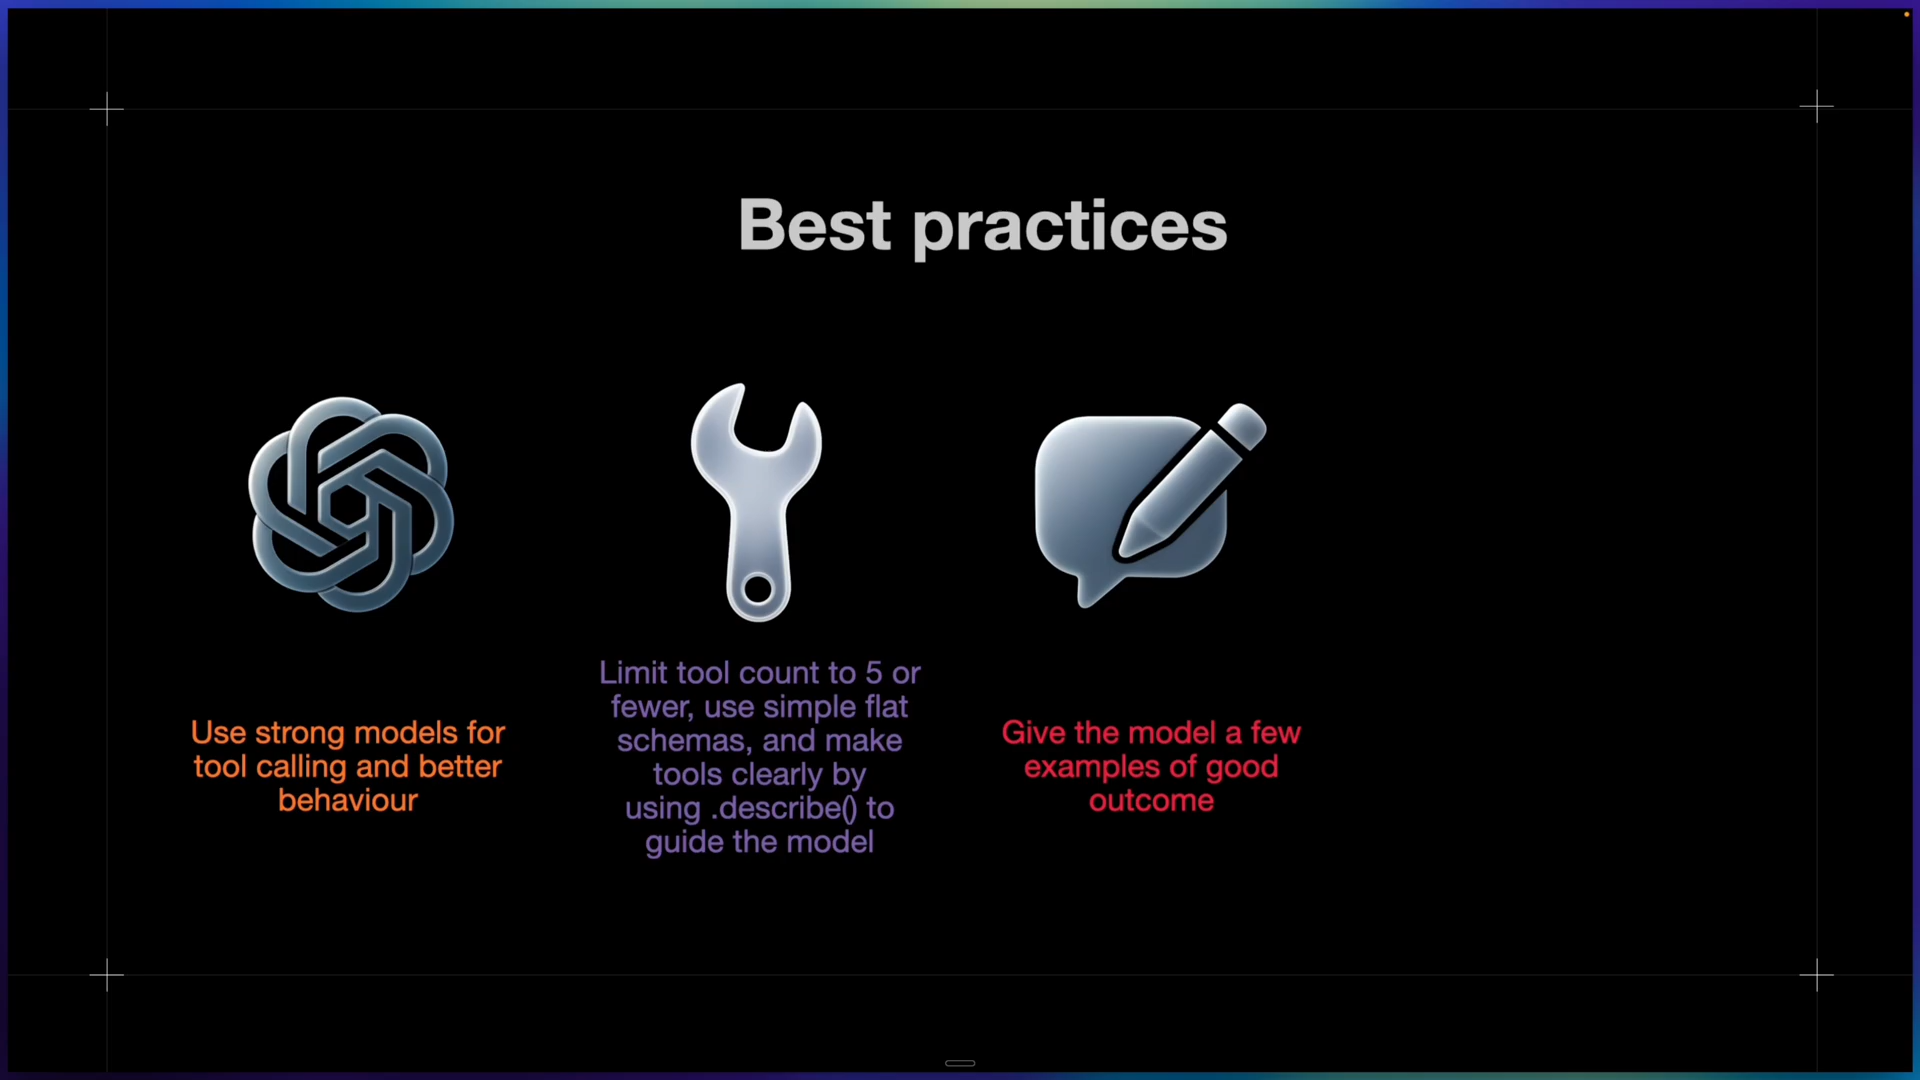 Best practices
Use strong models for
tool calling and better
behaviour
Limit tool count to 5 or
fewer, use simple flat
schemas, and make
tools clearly by
using .describe() to
guide the model
Give the model a few
examples of good
outcome